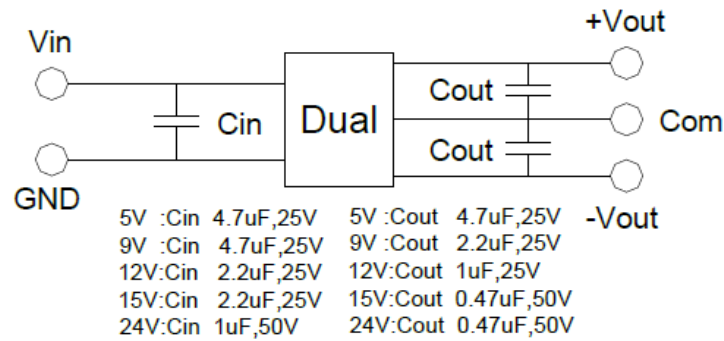 +Vout
Vin
Cout
Cin
Dual
Com
Cout
GND
-Vout
5V :Cin 4.7uF,25V 5V :Cout 4.7uF,25V
9V :Cin 4.7uF,25V 9V :Cout 2.2uF,25V
12V:Cin 2.2uF,25V 12V:Cout 1uF,25V
15V:Cin 2.2uF,25V 15V:Cout 0.47uF,50V
24V:Cin 1uF,50V 24V:Cout 0.47uF,50V